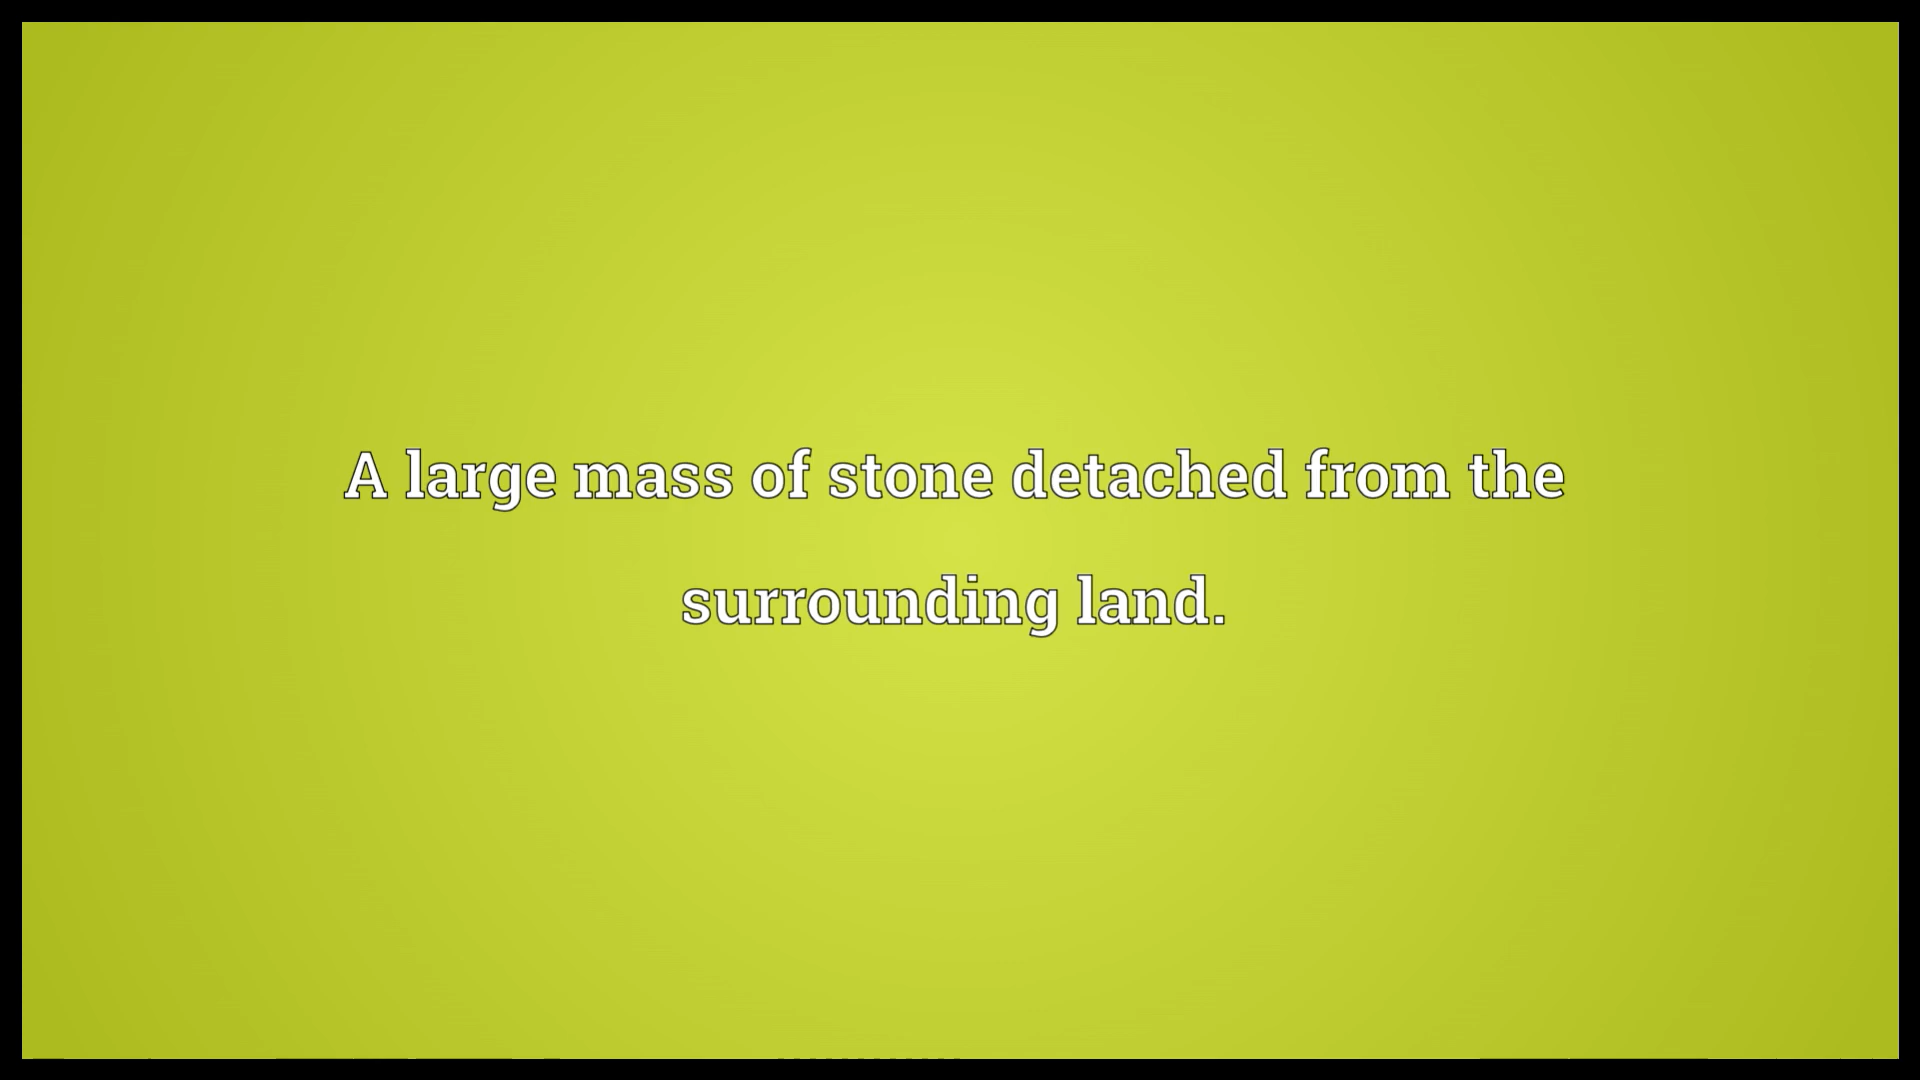 A large mass of stone detached from the
surrounding land.